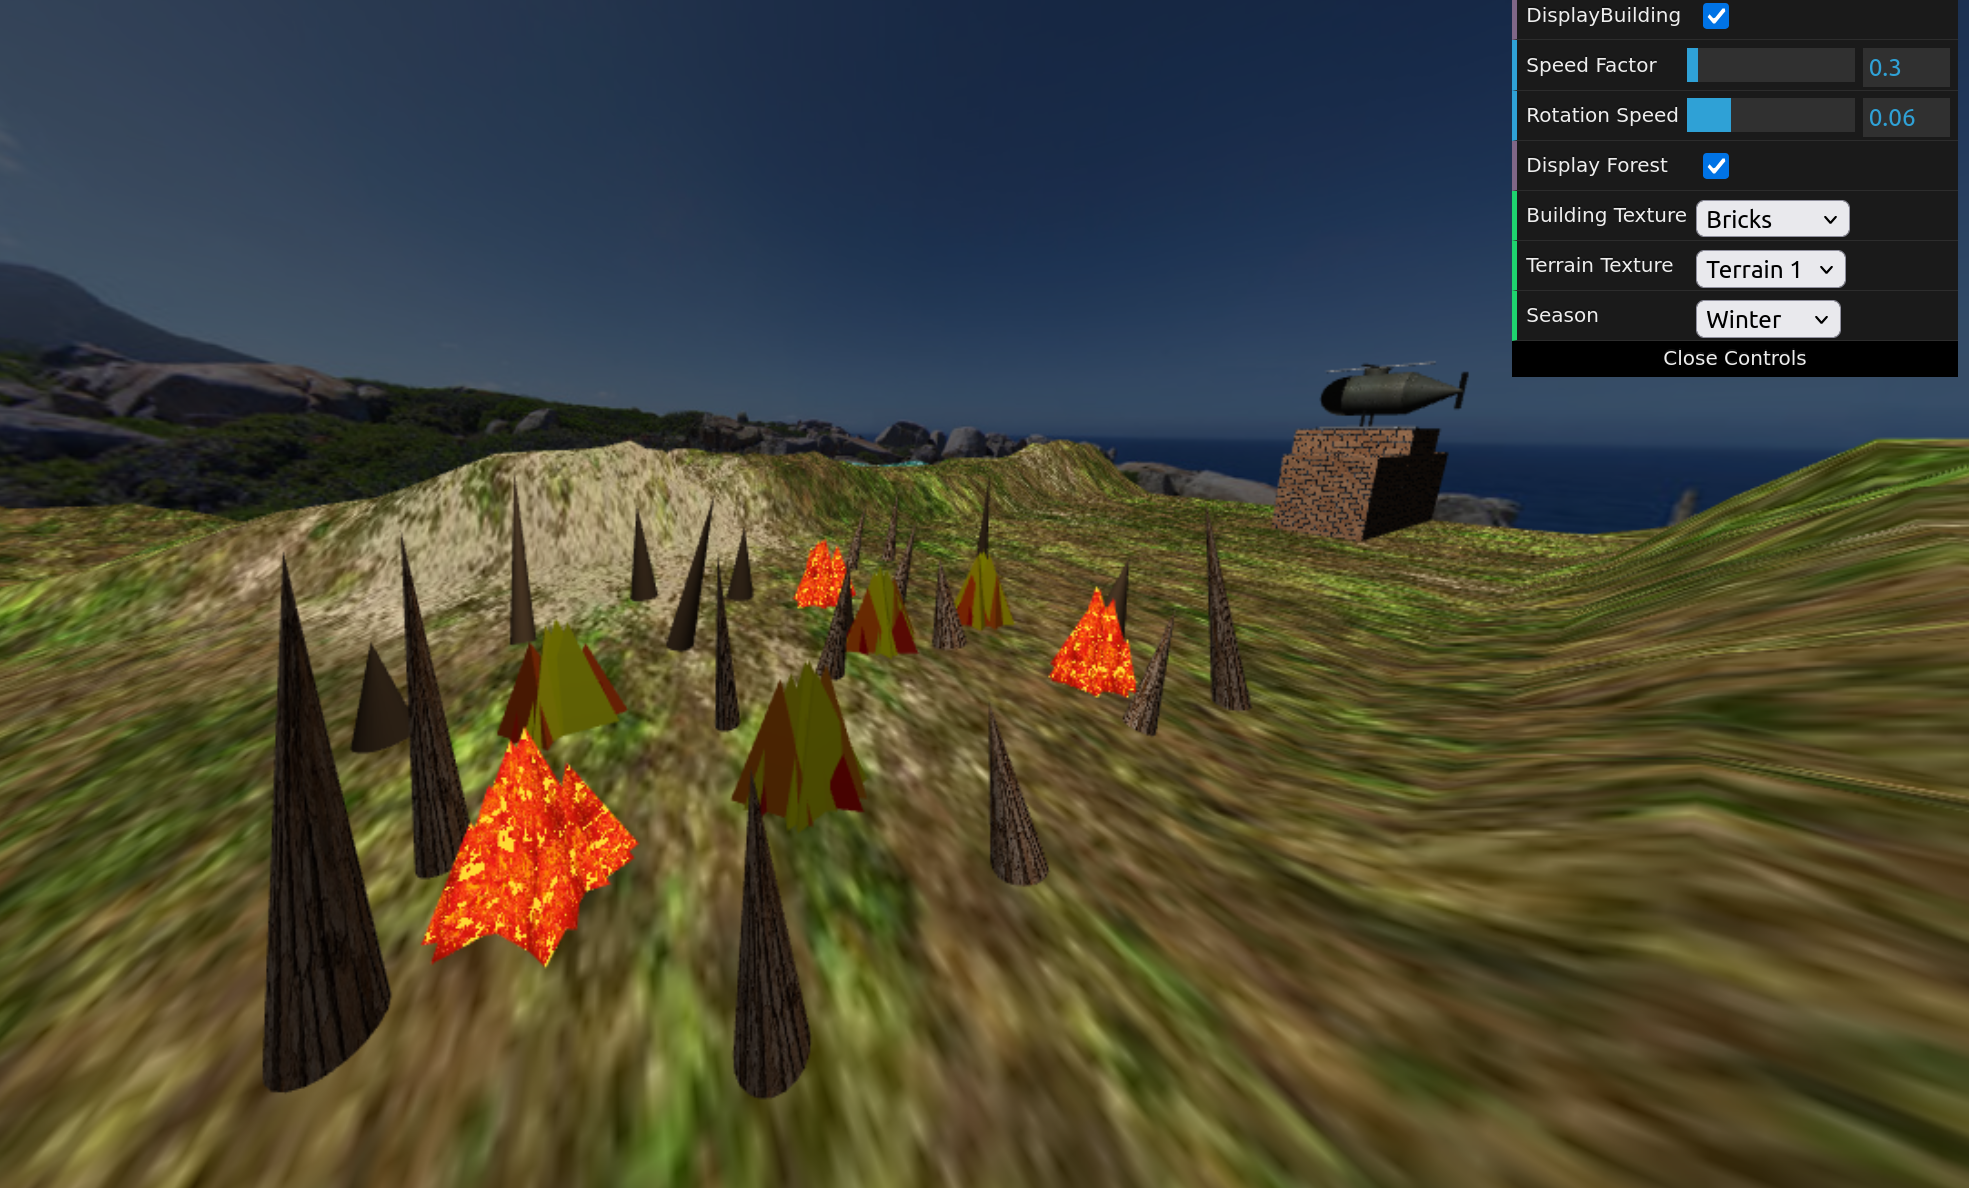 DisplayBuilding
Speed Factor 0.3
Rotation Speed 0.06
Display Forest
Building Texture Bricks
Terrain Texture Terrain 1
Season Winter
Close Controls